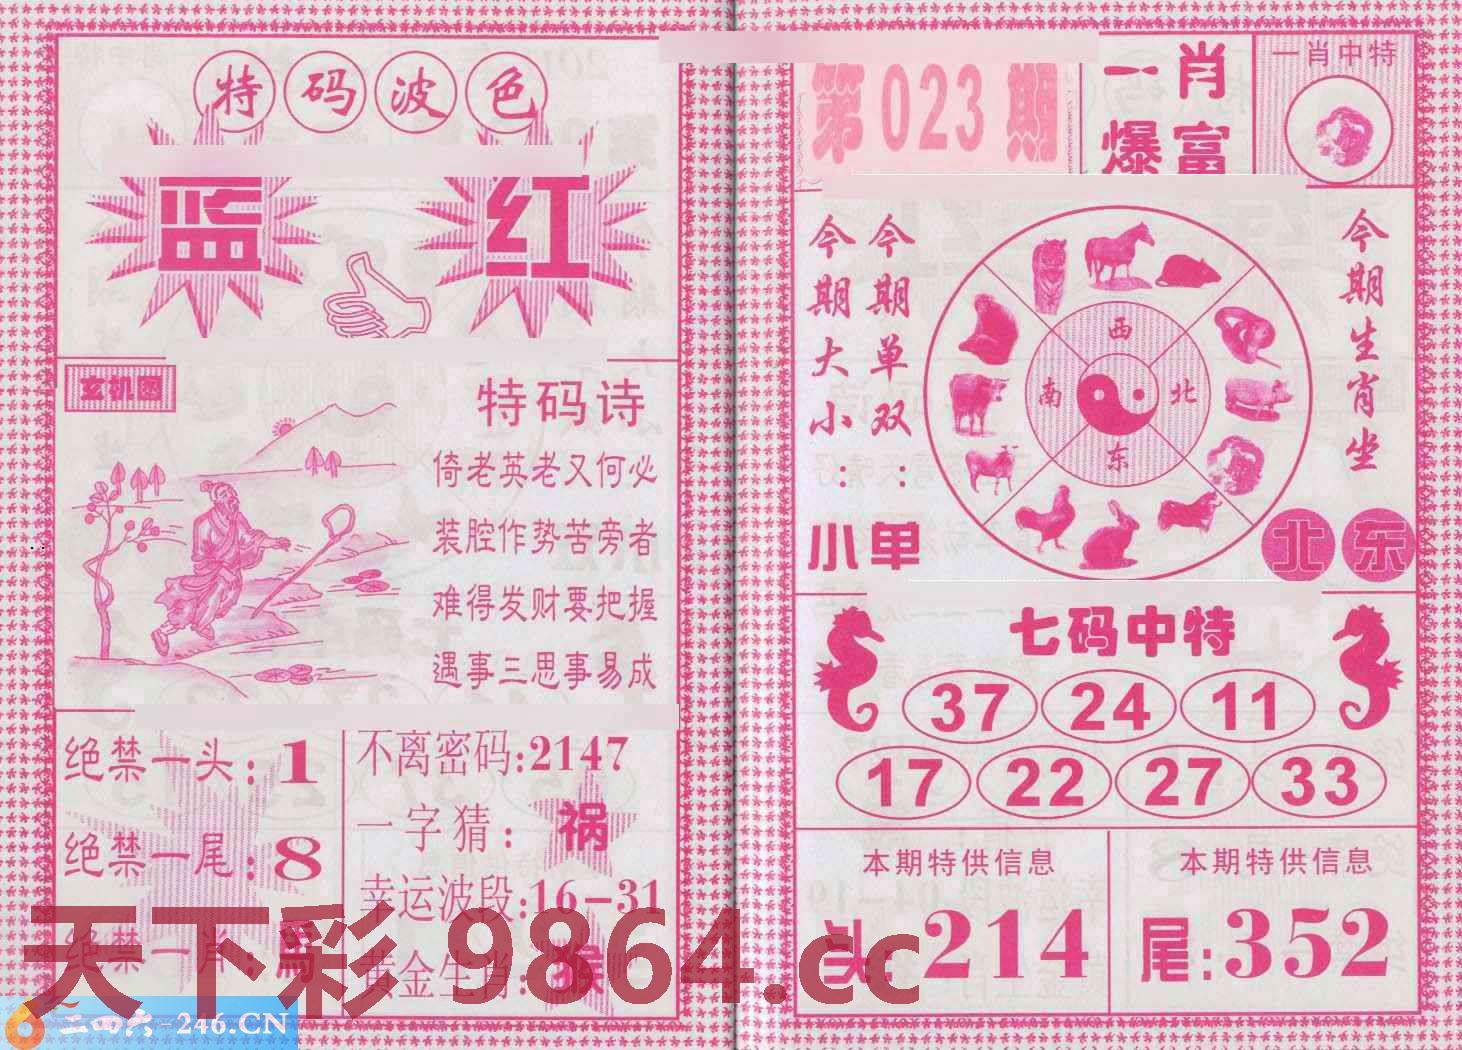 特码波色
蓝 红
玄机图
特码诗
倚老英老又何必
装腔作势苦旁者
难得发财要把握
遇事三思事易成
绝禁一头:1
绝禁一尾:8
绝禁一肖:馬
不离密码:2147
一字猜:祸
幸运波段:16-31
黄金生肖:猴
第023期
一肖
爆富
一肖中特
今期大小:小
今期单双:单
西
南 北
东
今期生肖坐
北 东
七码中特
37 24 11
17 22 27 33
本期特供信息
头:214
本期特供信息
尾:352
天下彩 9864.cc
二四六-246.CN